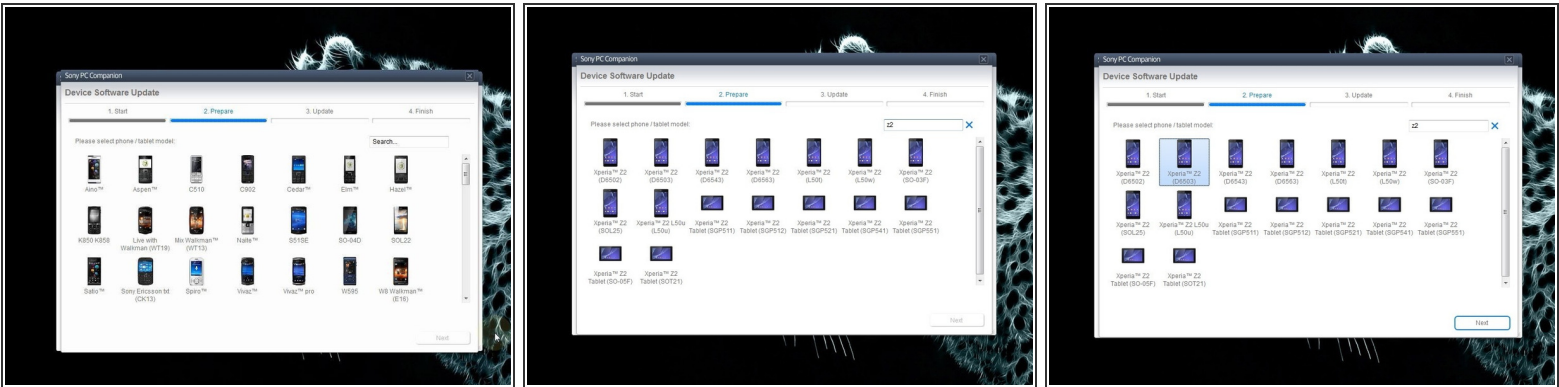 Sony PC Companion
Device Software Update
1. Start 2. Prepare 3. Update 4. Finish
Please select phone / tablet model: Search...
Aino™ Aspen™ C510 C902 Cedar™ Elm™ Hazel™
K850 K858 Live with Walkman (WT19) Mix Walkman™ (WT13) Naite™ S51SE SO-04D SOL22
Satio™ Sony Ericsson txt (CK13) Spiro™ Vivaz™ Vivaz™ pro W595 W8 Walkman™ (E16)
Next
Sony PC Companion
Device Software Update
1. Start 2. Prepare 3. Update 4. Finish
Please select phone / tablet model: z2
Xperia™ Z2 (D6502) Xperia™ Z2 (D6503) Xperia™ Z2 (D6543) Xperia™ Z2 (D6563) Xperia™ Z2 (L50t) Xperia™ Z2 (L50w) Xperia™ Z2 (SO-03F)
Xperia™ Z2 (SOL25) Xperia™ Z2 L50u (L50u) Xperia™ Z2 Tablet (SGP511) Xperia™ Z2 Tablet (SGP512) Xperia™ Z2 Tablet (SGP521) Xperia™ Z2 Tablet (SGP541) Xperia™ Z2 Tablet (SGP551)
Xperia™ Z2 Tablet (SO-05F) Xperia™ Z2 Tablet (SOT21)
Next
Sony PC Companion
Device Software Update
1. Start 2. Prepare 3. Update 4. Finish
Please select phone / tablet model: z2
Xperia™ Z2 (D6502) Xperia™ Z2 (D6503) Xperia™ Z2 (D6543) Xperia™ Z2 (D6563) Xperia™ Z2 (L50t) Xperia™ Z2 (L50w) Xperia™ Z2 (SO-03F)
Xperia™ Z2 (SOL25) Xperia™ Z2 L50u (L50u) Xperia™ Z2 Tablet (SGP511) Xperia™ Z2 Tablet (SGP512) Xperia™ Z2 Tablet (SGP521) Xperia™ Z2 Tablet (SGP541) Xperia™ Z2 Tablet (SGP551)
Xperia™ Z2 Tablet (SO-05F) Xperia™ Z2 Tablet (SOT21)
Next